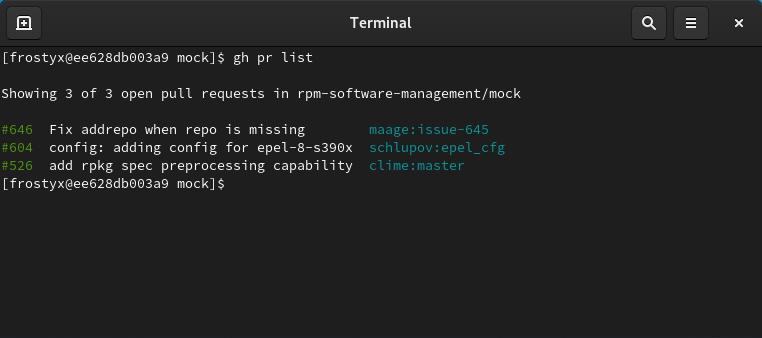 Terminal
[frostyx@ee628db003a9 mock]$ gh pr list
Showing 3 of 3 open pull requests in rpm-software-management/mock
#646  Fix addrepo when repo is missing        maage:issue-645
#604  config: adding config for epel-8-s390x  schlupov:epel_cfg
#526  add rpkg spec preprocessing capability  clime:master
[frostyx@ee628db003a9 mock]$